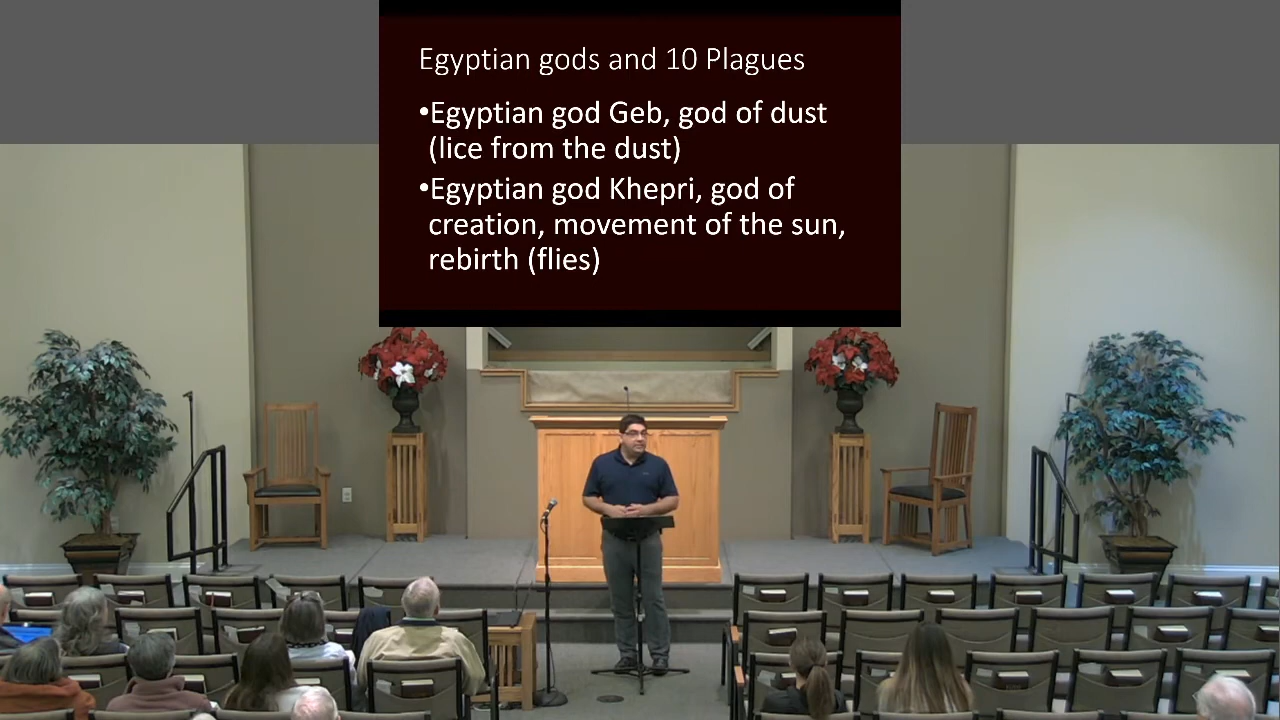 Egyptian gods and 10 Plagues
•Egyptian god Geb, god of dust
(lice from the dust)
•Egyptian god Khepri, god of
creation, movement of the sun,
rebirth (flies)